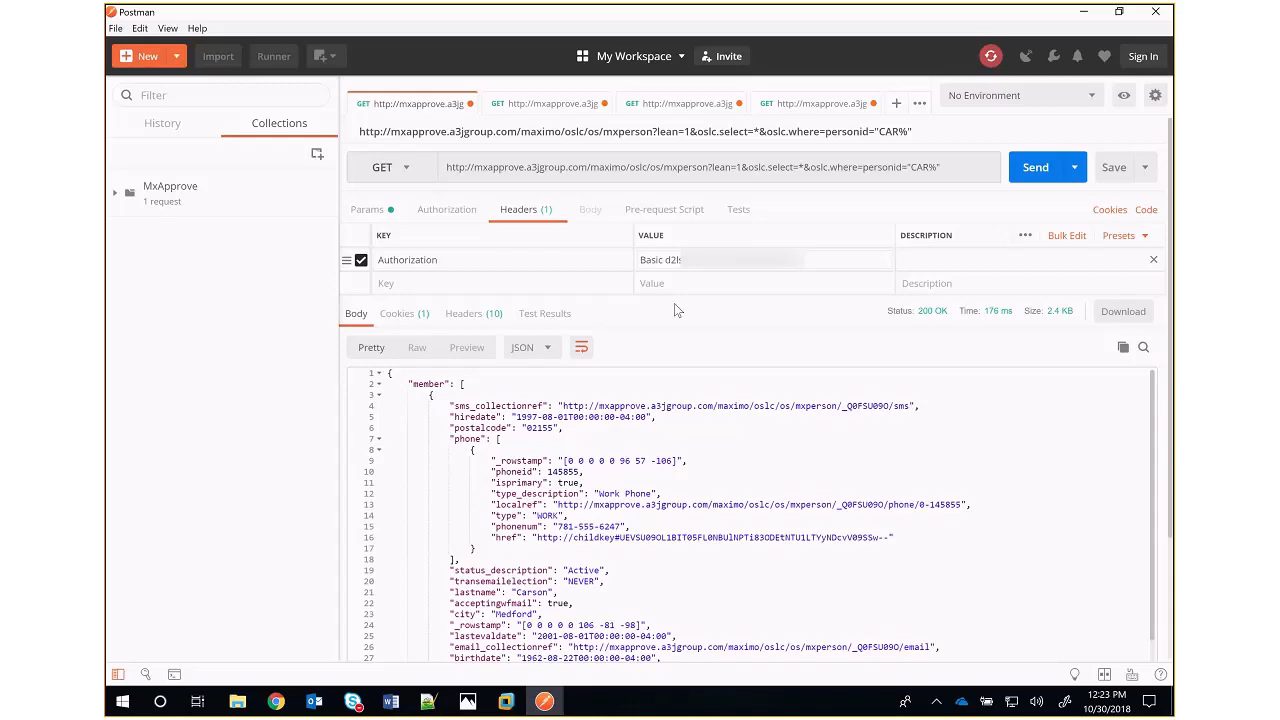 Postman
File Edit View Help
New Import Runner My Workspace Invite Sign In
Filter
History Collections
MxApprove
1 request
GET http://mxapprove.a3jg GET http://mxapprove.a3jg GET http://mxapprove.a3jg GET http://mxapprove.a3jg + ••• No Environment
http://mxapprove.a3jgroup.com/maximo/oslc/os/mxperson?lean=1&oslc.select=*&oslc.where=personid="CAR%"
GET http://mxapprove.a3jgroup.com/maximo/oslc/os/mxperson?lean=1&oslc.select=*&oslc.where=personid="CAR%" Send Save
Params Authorization Headers (1) Body Pre-request Script Tests Cookies Code
KEY VALUE DESCRIPTION ••• Bulk Edit Presets
Authorization Basic
Key Value Description
Body Cookies (1) Headers (10) Test Results Status: 200 OK Time: 176 ms Size: 2.4 KB Download
Pretty Raw Preview JSON
1 {
2 "member": [
3 {
4 "sms_collectionref": "http://mxapprove.a3jgroup.com/maximo/oslc/os/mxperson/_Q0FSU09O/sms",
5 "hiredate": "1997-08-01T00:00:00-04:00",
6 "postalcode": "02155",
7 "phone": [
8 {
9 "_rowstamp": "[0 0 0 0 0 96 57 -106]",
10 "phoneid": 145855,
11 "isprimary": true,
12 "type_description": "Work Phone",
13 "localref": "http://mxapprove.a3jgroup.com/maximo/oslc/os/mxperson/_Q0FSU09O/phone/0-145855",
14 "type": "WORK",
15 "phonenum": "781-555-6247",
16 "href": "http://childkey#UEVSU09OL1BIT05FL0NBUlNPTi83ODEtNTU1LTYyNDcvV09SSw--"
17 }
18 ],
19 "status_description": "Active",
20 "transemailelection": "NEVER",
21 "lastname": "Carson",
22 "acceptingwfmail": true,
23 "city": "Medford",
24 "_rowstamp": "[0 0 0 0 0 106 -81 -98]",
25 "lastevaldate": "2001-08-01T00:00:00-04:00",
26 "email_collectionref": "http://mxapprove.a3jgroup.com/maximo/oslc/os/mxperson/_Q0FSU09O/email",
27 "birthdate": "1962-08-22T00:00:00-04:00",
12:23 PM
10/30/2018